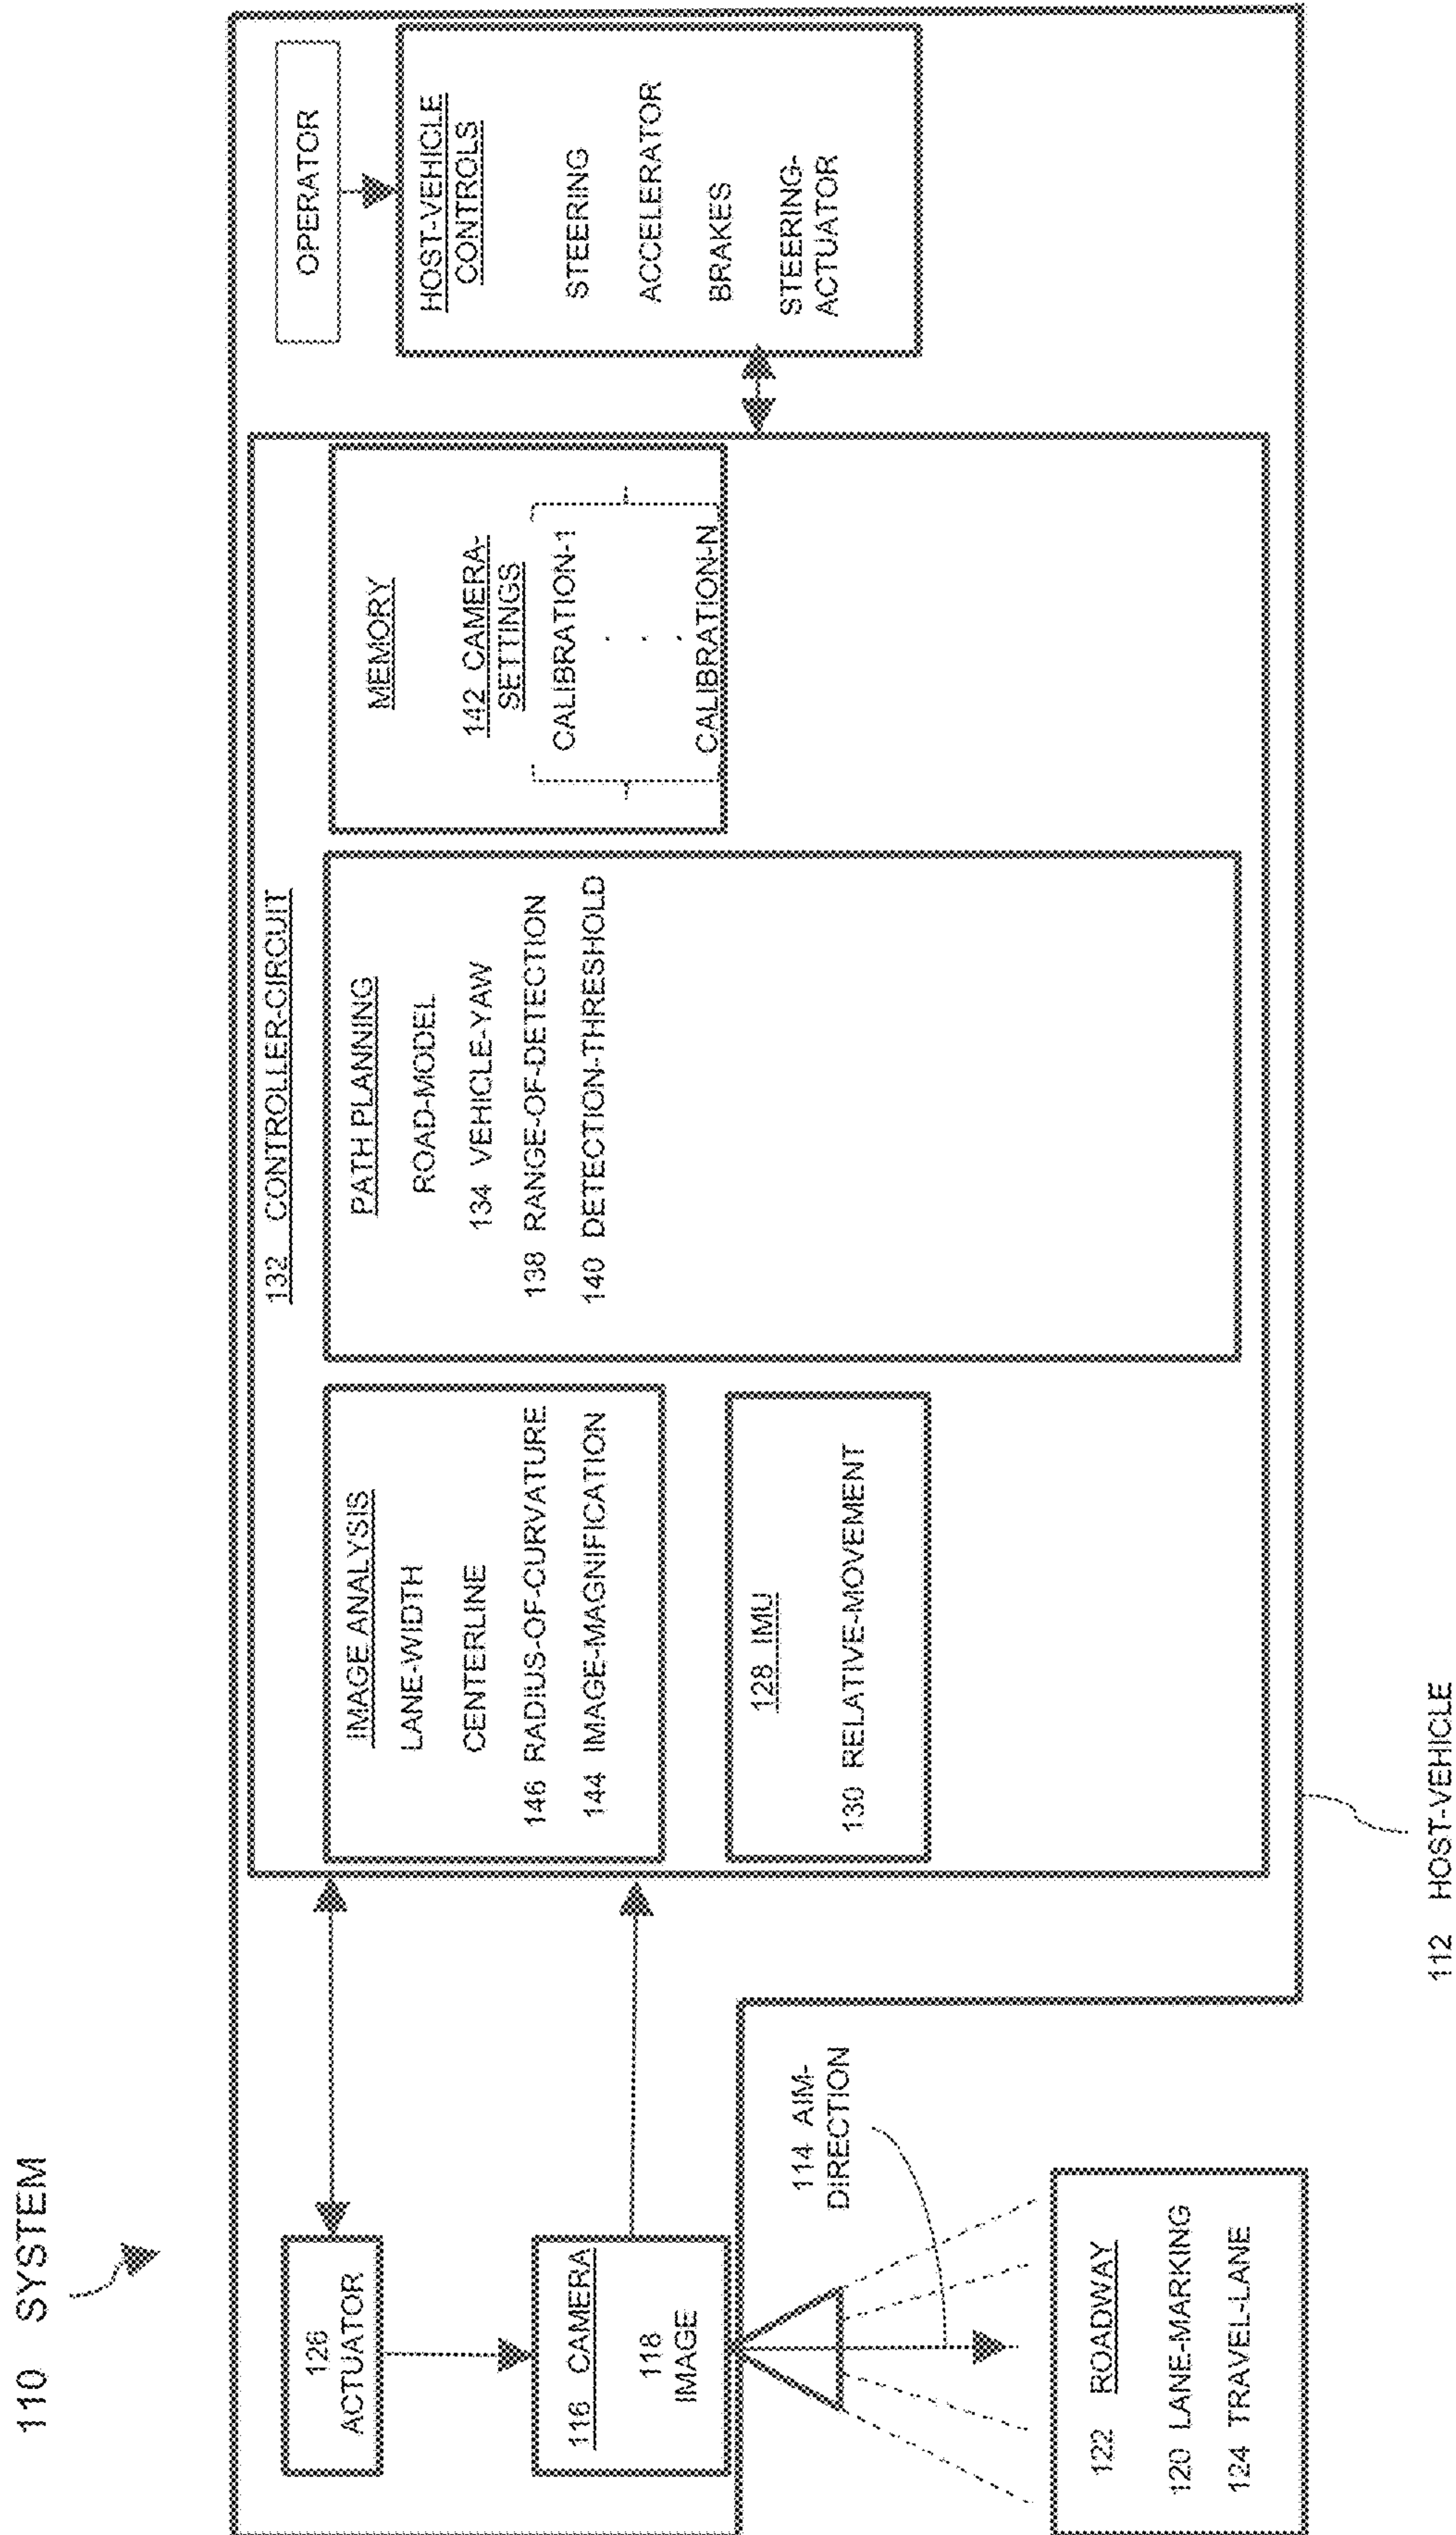 110 SYSTEM
126
ACTUATOR
116 CAMERA
118
IMAGE
114 AIM-
DIRECTION
122 ROADWAY
120 LANE-MARKING
124 TRAVEL-LANE
132 CONTROLLER-CIRCUIT
IMAGE ANALYSIS
LANE-WIDTH
CENTERLINE
146 RADIUS-OF-CURVATURE
144 IMAGE-MAGNIFICATION
128 IMU
130 RELATIVE-MOVEMENT
PATH PLANNING
ROAD-MODEL
134 VEHICLE-YAW
138 RANGE-OF-DETECTION
140 DETECTION-THRESHOLD
MEMORY
142 CAMERA-
SETTINGS
CALIBRATION-1
.
.
.
CALIBRATION-N
OPERATOR
HOST-VEHICLE
CONTROLS
STEERING
ACCELERATOR
BRAKES
STEERING-
ACTUATOR
112 HOST-VEHICLE